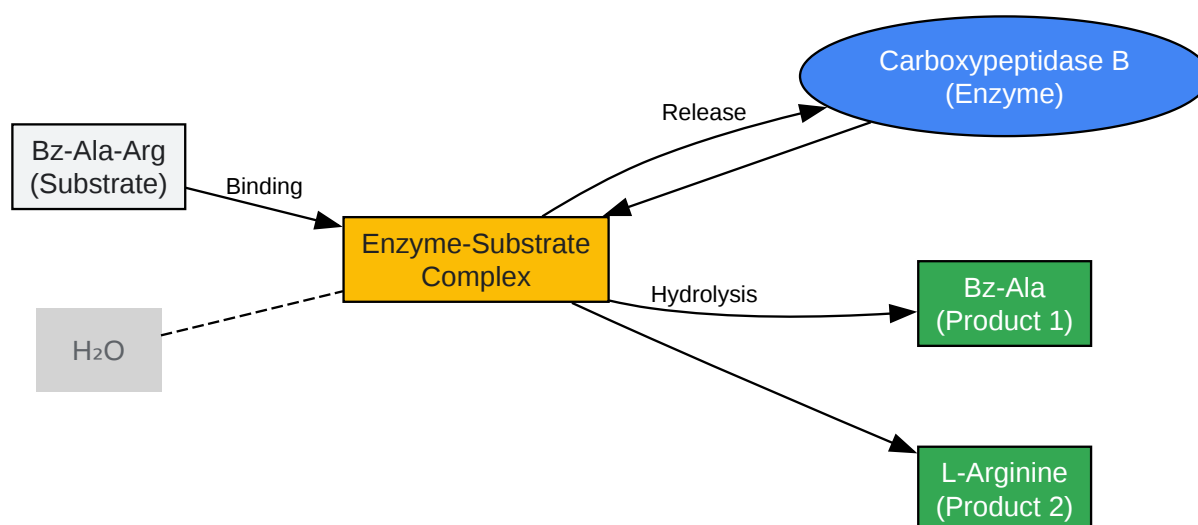 Carboxypeptidase B
(Enzyme)
Release
Bz-Ala-Arg
(Substrate)
Binding
Enzyme-Substrate
Complex
Hydrolysis
Bz-Ala
(Product 1)
H₂O
L-Arginine
(Product 2)